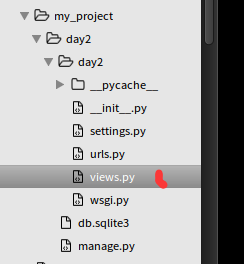 my_project
day2
day2
__pycache__
__init__.py
settings.py
urls.py
views.py
wsgi.py
db.sqlite3
manage.py